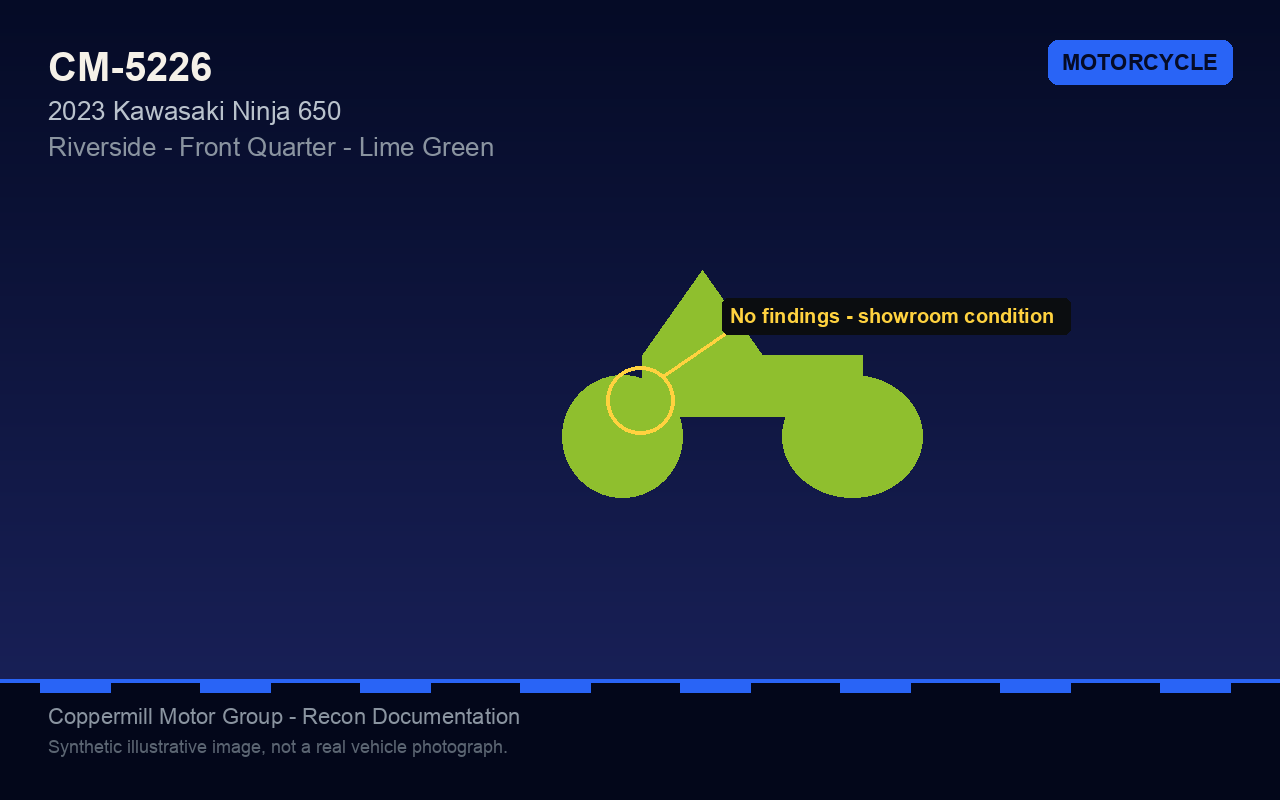 CM-5226
2023 Kawasaki Ninja 650
Riverside - Front Quarter - Lime Green
MOTORCYCLE
No findings - showroom condition
Coppermill Motor Group - Recon Documentation
Synthetic illustrative image, not a real vehicle photograph.